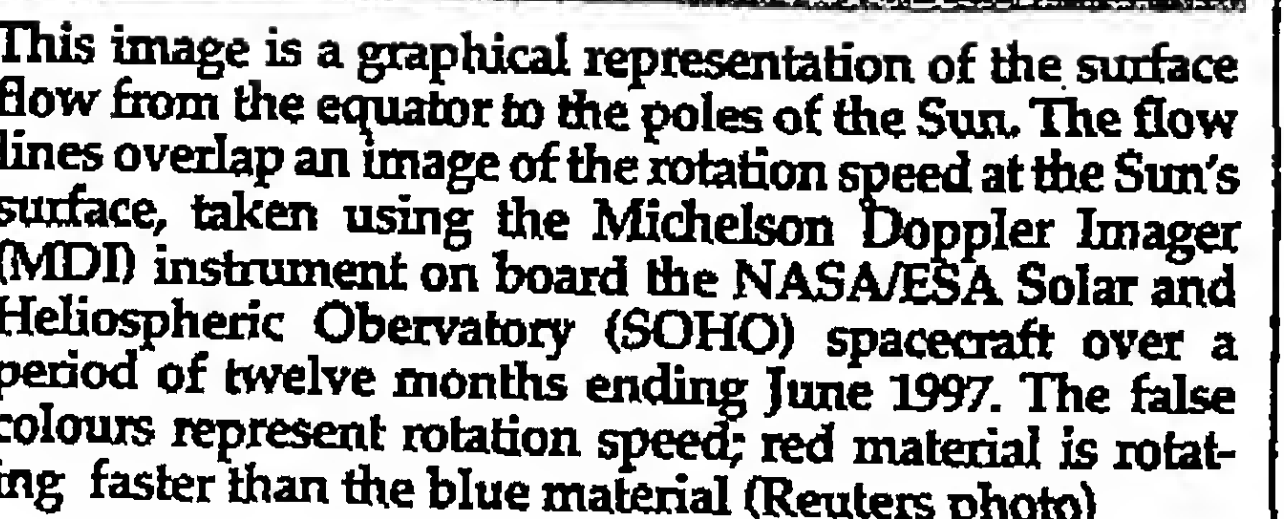 This image is a graphical representation of the surface
flow from the equator to the poles of the Sun. The flow
lines overlap an image of the rotation speed at the Sun's
surface, taken using the Michelson Doppler Imager
(MDI) instrument on board the NASA/ESA Solar and
Heliospheric Obervatory (SOHO) spacecraft over a
period of twelve months ending June 1997. The false
colours represent rotation speed; red material is rotat-
ing faster than the blue material (Reuters photo)